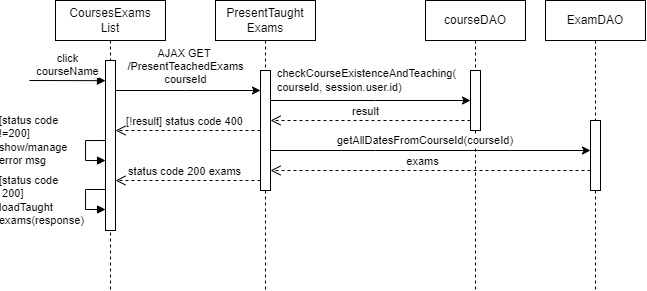 CoursesExams
List
PresentTaught
Exams
courseDAO
ExamDAO
click
courseName
AJAX GET
/PresentTeachedExams
courseId
checkCourseExistenceAndTeaching(
courseId, session.user.id)
result
[!result] status code 400
[status code
!=200]
show/manage
error msg
getAllDatesFromCourseId(courseId)
exams
status code 200 exams
[status code
200]
loadTaught
exams(response)